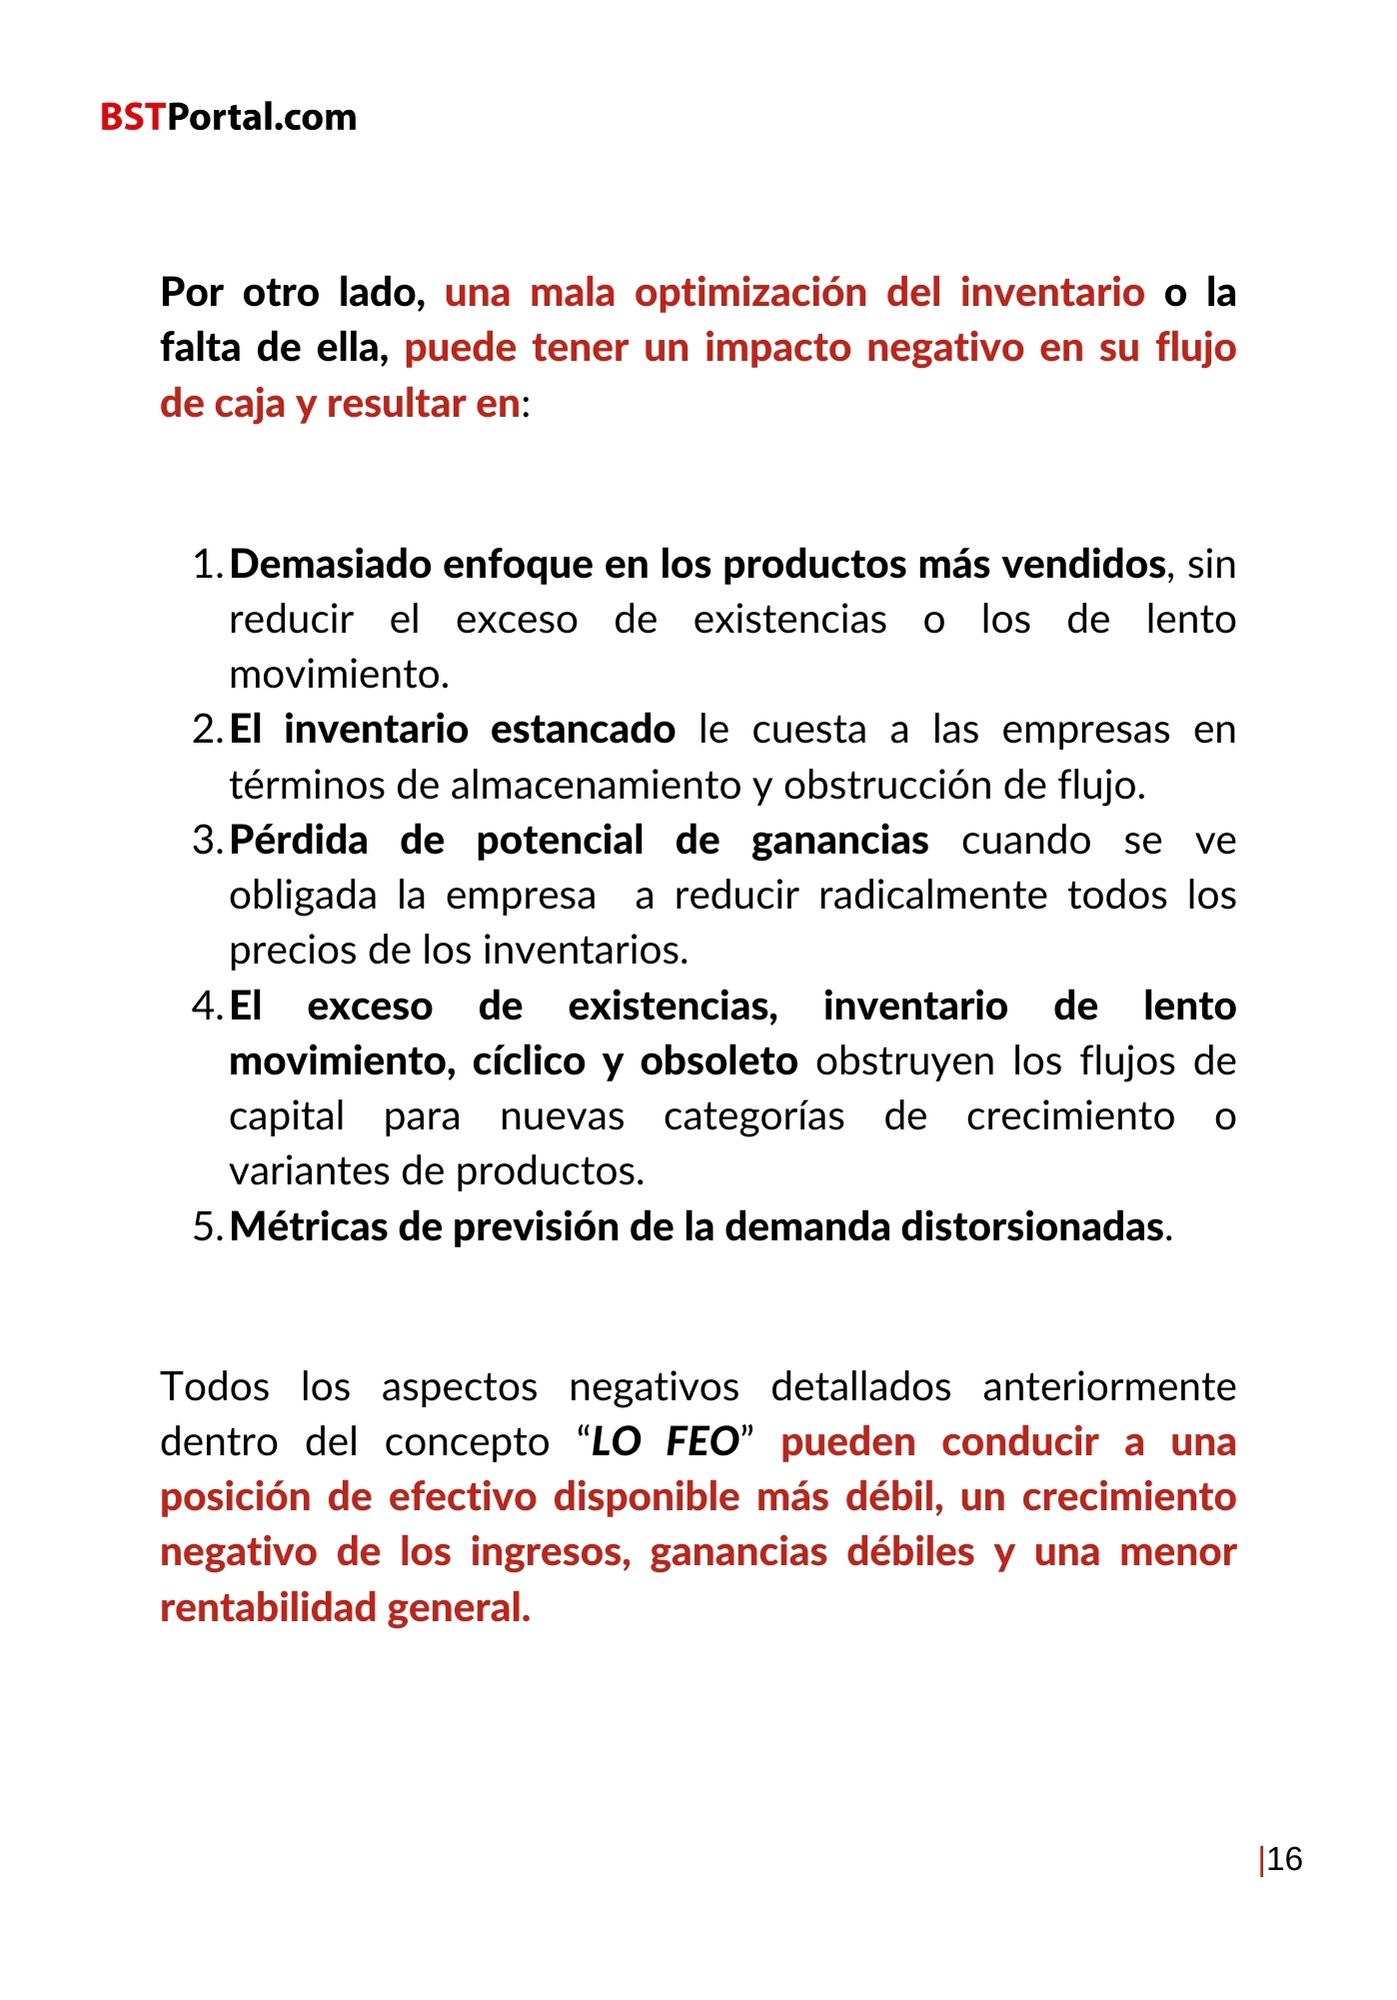 BSTPortal.com
Por otro lado, una mala optimización del inventario o la
falta de ella, puede tener un impacto negativo en su flujo
de caja y resultar en:
1. Demasiado enfoque en los productos más vendidos, sin
reducir el exceso de existencias o los de lento
movimiento.
2. El inventario estancado le cuesta a las empresas en
términos de almacenamiento y obstrucción de flujo.
3. Pérdida de potencial de ganancias cuando se ve
obligada la empresa a reducir radicalmente todos los
precios de los inventarios.
4. El exceso de existencias, inventario de lento
movimiento, cíclico y obsoleto obstruyen los flujos de
capital para nuevas categorías de crecimiento o
variantes de productos.
5. Métricas de previsión de la demanda distorsionadas.
Todos los aspectos negativos detallados anteriormente
dentro del concepto “LO FEO” pueden conducir a una
posición de efectivo disponible más débil, un crecimiento
negativo de los ingresos, ganancias débiles y una menor
rentabilidad general.
|16